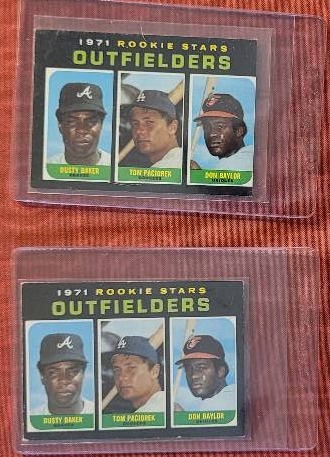 1971 ROOKIE STARS
OUTFIELDERS
DUSTY BAKER TOM PACIOREK DON BAYLOR
1971 ROOKIE STARS
OUTFIELDERS
DUSTY BAKER TOM PACIOREK DON BAYLOR